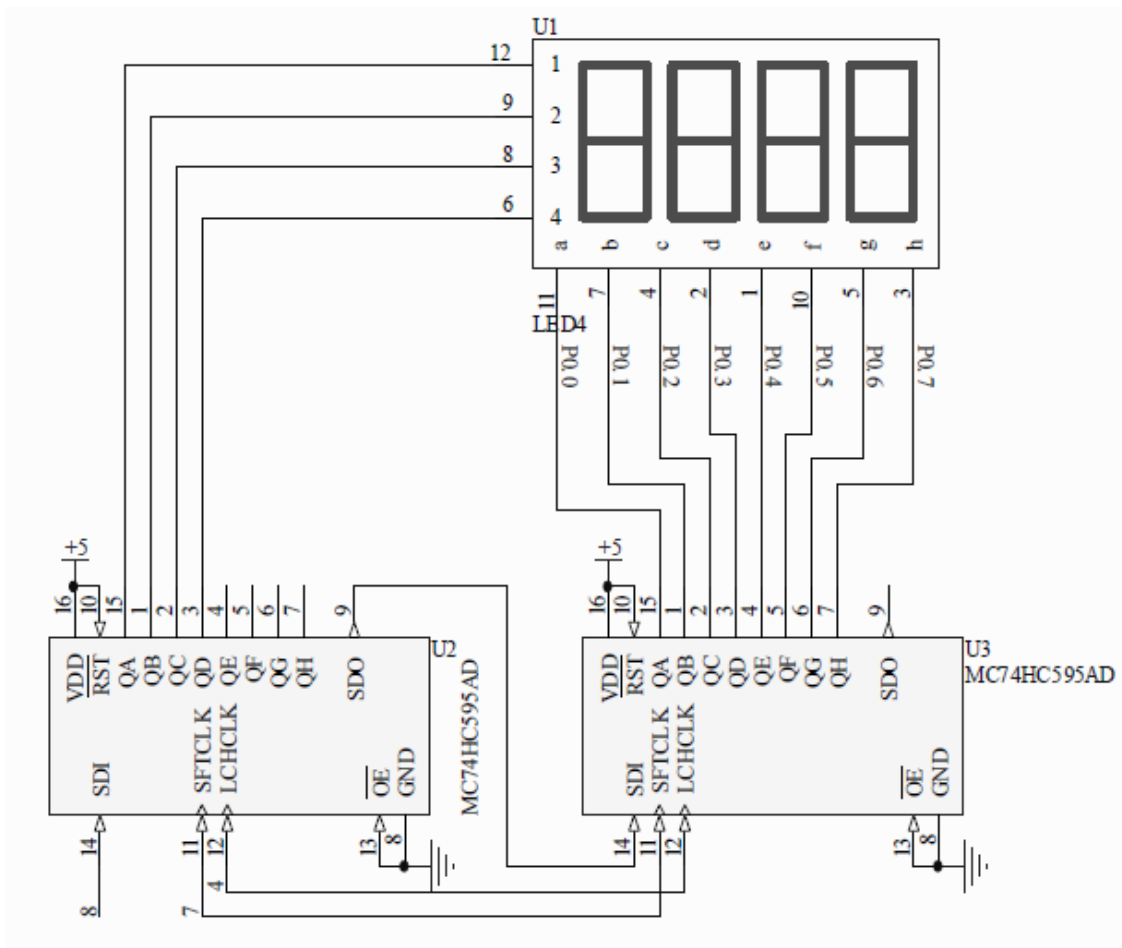 U1
12 1
9 2
8 3
6 4
a b c d e f g h
11 7 4 2 1 10 5 3
LED4
P0.0 P0.1 P0.2 P0.3 P0.4 P0.5 P0.6 P0.7
+5
16 10 15 1 2 3 4 5 6 7 9
VDD RST QA QB QC QD QE QF QG QH SDO
U2
MC74HC595AD
SDI SFTCLK LCHCLK OE GND
14 11 12 13 8
8 7 4
+5
16 10 15 1 2 3 4 5 6 7 9
VDD RST QA QB QC QD QE QF QG QH SDO
U3
MC74HC595AD
SDI SFTCLK LCHCLK OE GND
14 11 12 13 8